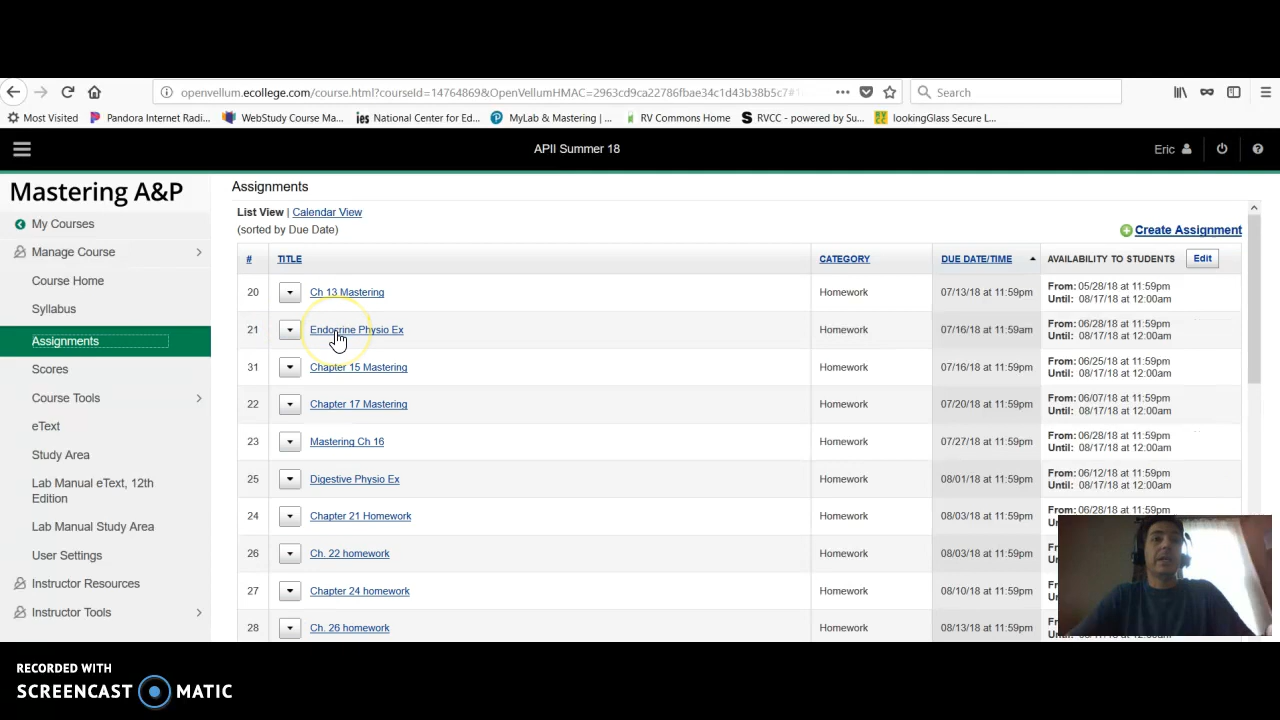 openvellum.ecollege.com/course.html?courseId=14764869&OpenVellumHMAC=2963cd9ca22786fbae34c1d43b38b5c7#1
Search
Most Visited
Pandora Internet Radi...
WebStudy Course Ma...
ies National Center for Ed...
MyLab & Mastering | ...
RV Commons Home
RVCC - powered by Su...
lookingGlass Secure L...
APII Summer 18
Eric
Mastering A&P
My Courses
Manage Course
Course Home
Syllabus
Assignments
Scores
Course Tools
eText
Study Area
Lab Manual eText, 12th
Edition
Lab Manual Study Area
User Settings
Instructor Resources
Instructor Tools
Assignments
List View | Calendar View
(sorted by Due Date)
Create Assignment
# TITLE CATEGORY DUE DATE/TIME AVAILABILITY TO STUDENTS Edit
20 Ch 13 Mastering Homework 07/13/18 at 11:59pm From: 05/28/18 at 11:59pm
Until: 08/17/18 at 12:00am
21 Endocrine Physio Ex Homework 07/16/18 at 11:59am From: 06/28/18 at 11:59pm
Until: 08/17/18 at 12:00am
31 Chapter 15 Mastering Homework 07/16/18 at 11:59pm From: 06/25/18 at 11:59pm
Until: 08/17/18 at 12:00am
22 Chapter 17 Mastering Homework 07/20/18 at 11:59pm From: 06/07/18 at 11:59pm
Until: 08/17/18 at 12:00am
23 Mastering Ch 16 Homework 07/27/18 at 11:59pm From: 06/28/18 at 11:59pm
Until: 08/17/18 at 12:00am
25 Digestive Physio Ex Homework 08/01/18 at 11:59pm From: 06/12/18 at 11:59pm
Until: 08/17/18 at 12:00am
24 Chapter 21 Homework Homework 08/03/18 at 11:59pm From: 06/28/18 at 11:59pm
26 Ch. 22 homework Homework 08/03/18 at 11:59pm
27 Chapter 24 homework Homework 08/10/18 at 11:59pm
28 Ch. 26 homework Homework 08/13/18 at 11:59pm
RECORDED WITH
SCREENCAST MATIC